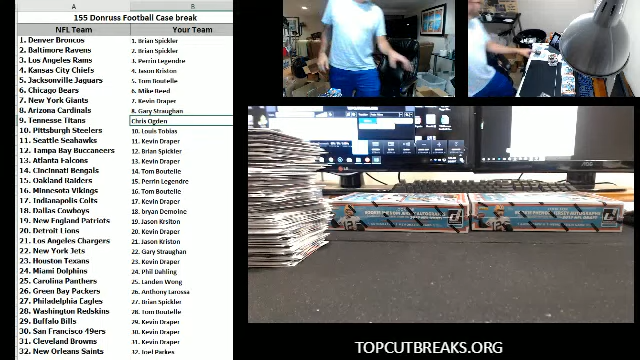 A B
155 Donruss Football Case break
NFL Team Your Team
1. Denver Broncos 1. Brian Spickler
2. Baltimore Ravens 2. Brian Spickler
3. Los Angeles Rams 3. Perrin Legendre
4. Kansas City Chiefs 4. Jason Kriston
5. Jacksonville Jaguars 5. Tom Boutelle
6. Chicago Bears 6. Mike Reed
7. New York Giants 7. Kevin Draper
8. Arizona Cardinals 8. Gary Straughan
9. Tennesse Titans Chris Ogden
10. Pittsburgh Steelers 10. Louis Tobias
11. Seattle Seahawks 11. Kevin Draper
12. Tampa Bay Buccaneers 12. Brian Spickler
13. Atlanta Falcons 13. Kevin Draper
14. Cincinnati Bengals 14. Tom Boutelle
15. Oakland Raiders 15. Perrin Legendre
16. Minnesota Vikings 16. Tom Boutelle
17. Indianapolis Colts 17. Kevin Draper
18. Dallas Cowboys 18. bryan Demoine
19. New England Patriots 19. Jason Kriston
20. Detroit Lions 20. Kevin Draper
21. Los Angeles Chargers 21. Jason Kriston
22. New York Jets 22. Gary Straughan
23. Houston Texans 23. Kevin Draper
24. Miami Dolphins 24. Phil Dahling
25. Carolina Panthers 25. Landen Wong
26. Green Bay Packers 26. Anthony Larossa
27. Philadelphia Eagles 27. Brian Spickler
28. Washington Redskins 28. Tom Boutelle
29. Buffalo Bills 29. Kevin Draper
30. San Francisco 49ers 30. Kevin Draper
31. Cleveland Browns 31. Kevin Draper
32. New Orleans Saints 32. Joel Parkes
TOPCUTBREAKS.ORG